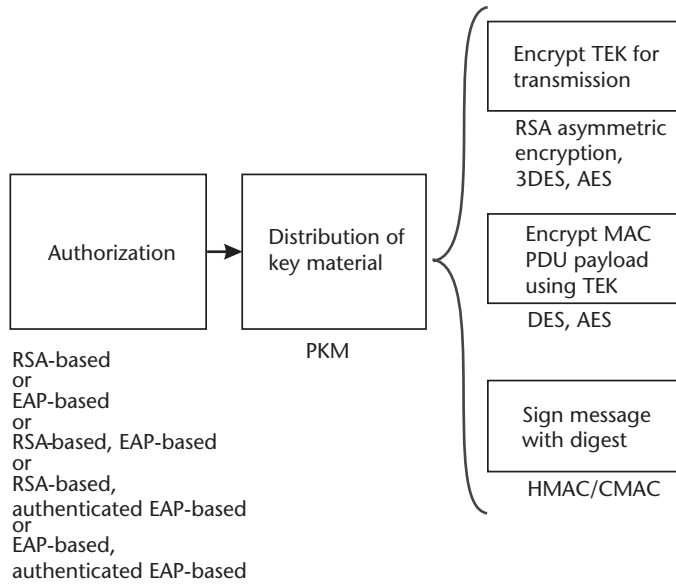 Authorization
RSA-based
or
EAP-based
or
RSA-based, EAP-based
or
RSA-based,
authenticated EAP-based
or
EAP-based,
authenticated EAP-based
Distribution of
key material
PKM
Encrypt TEK for
transmission
RSA asymmetric
encryption,
3DES, AES
Encrypt MAC
PDU payload
using TEK
DES, AES
Sign message
with digest
HMAC/CMAC